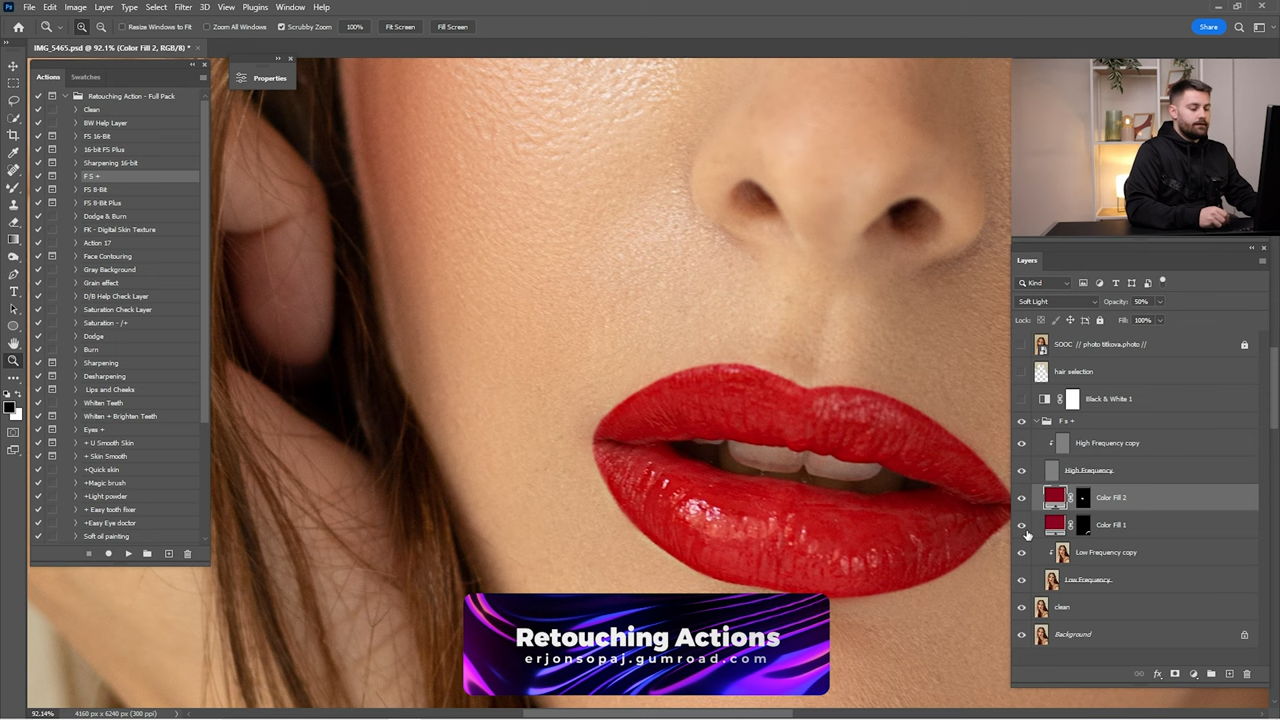 Ps File Edit Image Layer Type Select Filter 3D View Plugins Window Help
Resize Windows to Fit Zoom All Windows Scrubby Zoom 100% Fit Screen Fill Screen Share
IMG_5465.psd @ 92.1% (Color Fill 2, RGB/8) *
Actions Swatches
Properties
Retouching Action - Full Pack
Clean
BW Help Layer
FS 16-Bit
16-bit FS Plus
Sharpening 16-bit
F S +
FS 8-Bit
FS 8-Bit Plus
Dodge & Burn
FK - Digital Skin Texture
Action 17
Face Contouring
Gray Background
Grain effect
D/B Help Check Layer
Saturation Check Layer
Saturation - /+
Dodge
Burn
Sharpening
Desharpening
Lips and Cheeks
Whiten Teeth
Whiten + Brighten Teeth
Eyes +
+ U Smooth Skin
+ Skin Smooth
+Quick skin
+Magic brush
+Light powder
+ Easy tooth fixer
+Easy Eye doctor
Soft oil painting
Layers
Kind
Soft Light Opacity: 50%
Lock: Fill: 100%
SOOC // photo titkova.photo //
hair selection
Black & White 1
F s +
High Frequency copy
High Frequency
Color Fill 2
Color Fill 1
Low Frequency copy
Low Frequency
clean
Background
Retouching Actions
erjonsopaj.gumroad.com
92.14% 4160 px x 6240 px (300 ppi)